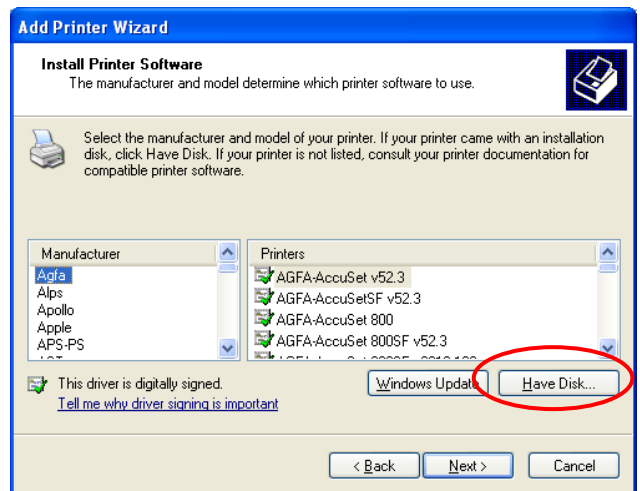 Add Printer Wizard
Install Printer Software
The manufacturer and model determine which printer software to use.
Select the manufacturer and model of your printer. If your printer came with an installation
disk, click Have Disk. If your printer is not listed, consult your printer documentation for
compatible printer software.
Manufacturer
Agfa
Alps
Apollo
Apple
APS-PS
Printers
AGFA-AccuSet v52.3
AGFA-AccuSetSF v52.3
AGFA-AccuSet 800
AGFA-AccuSet 800SF v52.3
This driver is digitally signed.
Tell me why driver signing is important
Windows Update
Have Disk...
< Back
Next >
Cancel